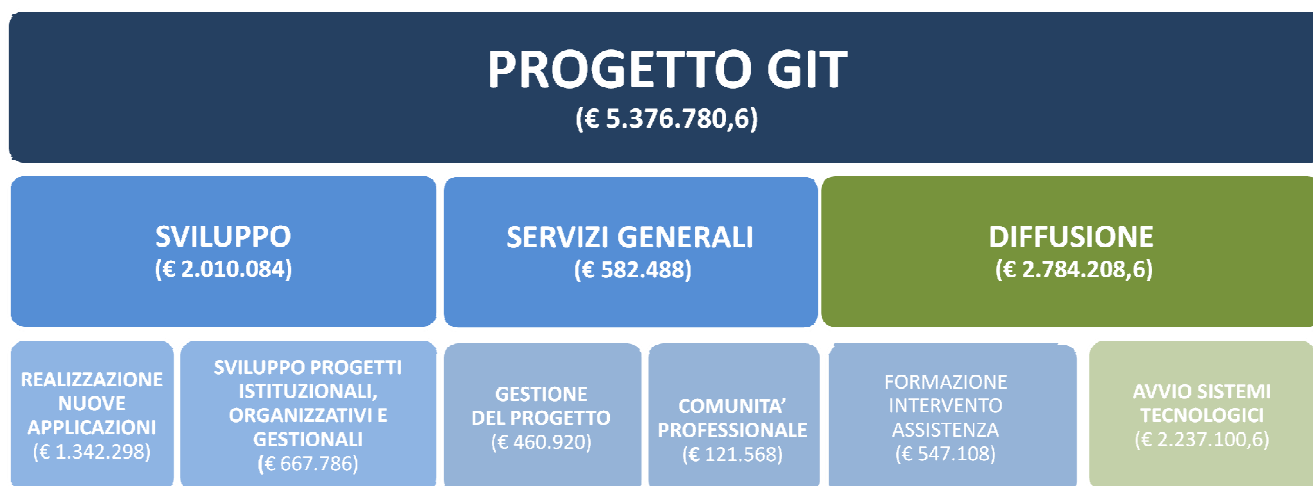 PROGETTO GIT
(€ 5.376.780,6)
SVILUPPO
(€ 2.010.084)
SERVIZI GENERALI
(€ 582.488)
DIFFUSIONE
(€ 2.784.208,6)
REALIZZAZIONE
NUOVE
APPLICAZIONI
(€ 1.342.298)
SVILUPPO PROGETTI
ISTITUZIONALI,
ORGANIZZATIVI E
GESTIONALI
(€ 667.786)
GESTIONE
DEL PROGETTO
(€ 460.920)
COMUNITA’
PROFESSIONALE
(€ 121.568)
FORMAZIONE
INTERVENTO
ASSISTENZA
(€ 547.108)
AVVIO SISTEMI
TECNOLOGICI
(€ 2.237.100,6)